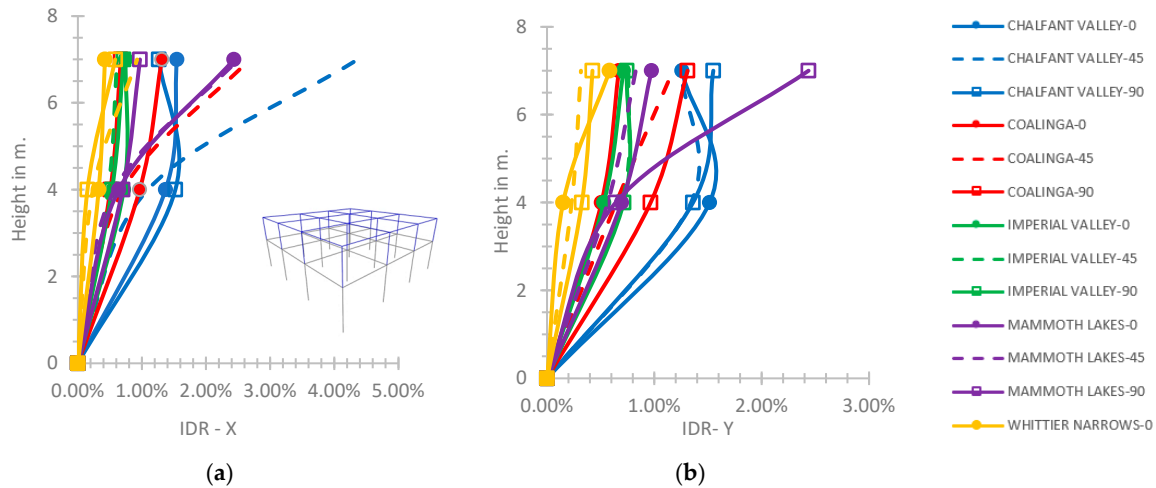 8
6
4
2
0
Height in m.
0.00%
1.00%
2.00%
3.00%
4.00%
5.00%
IDR - X
(a)
8
6
4
2
0
Height in m.
0.00%
1.00%
2.00%
3.00%
IDR- Y
(b)
CHALFANT VALLEY-0
CHALFANT VALLEY-45
CHALFANT VALLEY-90
COALINGA-0
COALINGA-45
COALINGA-90
IMPERIAL VALLEY-0
IMPERIAL VALLEY-45
IMPERIAL VALLEY-90
MAMMOTH LAKES-0
MAMMOTH LAKES-45
MAMMOTH LAKES-90
WHITTIER NARROWS-0